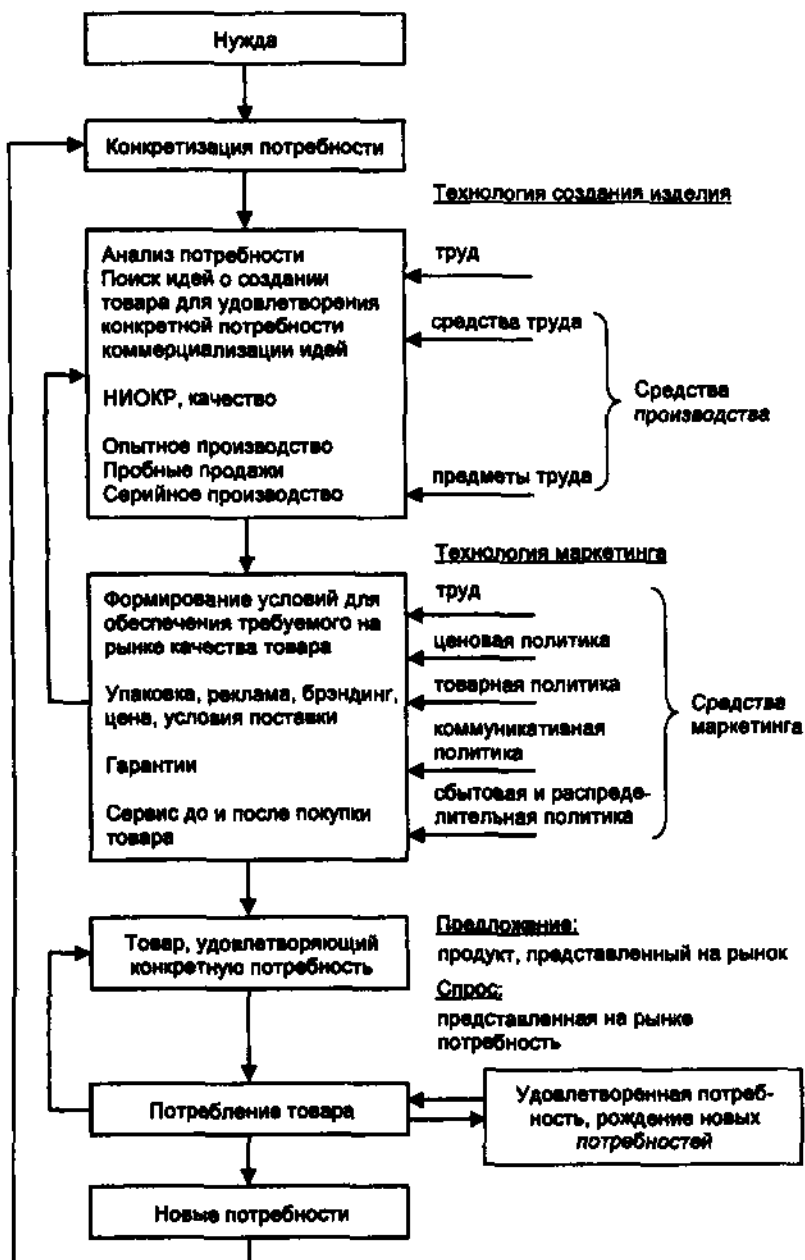 Нужда
Конкретизация потребности
Технология создания изделия
Анализ потребности
Поиск идей о создании
товара для удовлетворения
конкретной потребности
коммерциализации идей
НИОКР, качество
Опытное производство
Пробные продажи
Серийное производство
труд
средства труда
предметы труда
Средства
производства
Технология маркетинга
Формирование условий для
обеспечения требуемого на
рынке качества товара
Упаковка, реклама, брэндинг,
цена, условия поставки
Гарантии
Сервис до и после покупки
товара
труд
ценовая политика
товарная политика
коммуникативная
политика
сбытовая и распреде-
лительная политика
Средства
маркетинга
Товар, удовлетворяющий
конкретную потребность
Предложение:
продукт, представленный на рынок
Спрос:
представленная на рынке
потребность
Потребление товара
Удовлетворенная потреб-
ность, рождение новых
потребностей
Новые потребности